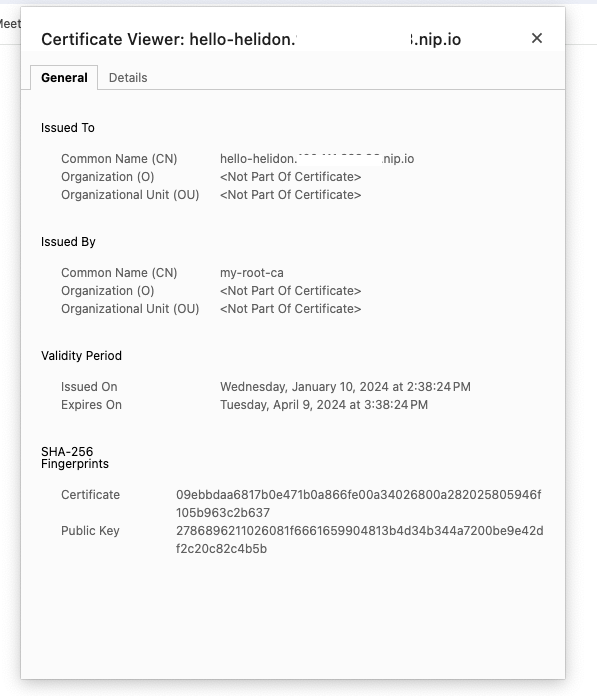 Meet
Certificate Viewer: hello-helidon. .nip.io
General Details
Issued To
Common Name (CN) hello-helidon. .nip.io
Organization (O) <Not Part Of Certificate>
Organizational Unit (OU) <Not Part Of Certificate>
Issued By
Common Name (CN) my-root-ca
Organization (O) <Not Part Of Certificate>
Organizational Unit (OU) <Not Part Of Certificate>
Validity Period
Issued On Wednesday, January 10, 2024 at 2:38:24 PM
Expires On Tuesday, April 9, 2024 at 3:38:24 PM
SHA-256
Fingerprints
Certificate 09ebbdaa6817b0e471b0a866fe00a34026800a282025805946f
105b963c2b637
Public Key 2786896211026081f6661659904813b4d34b344a7200be9e42d
f2c20c82c4b5b